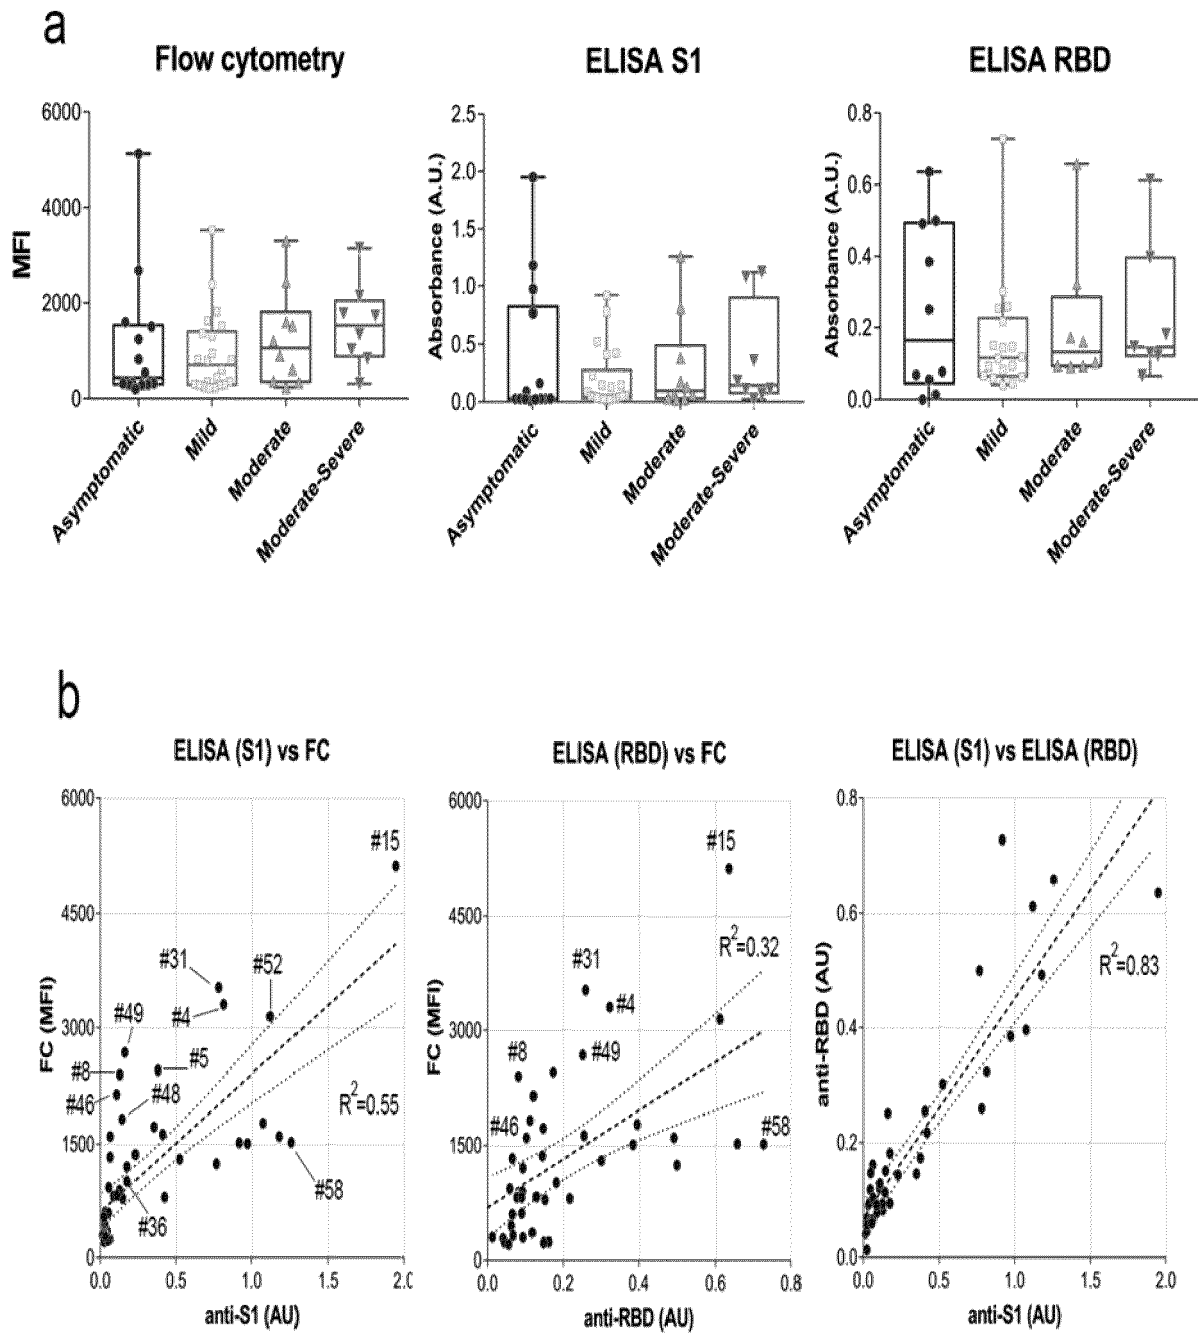 a
Flow cytometry
ELISA S1
ELISA RBD
6000
4000
2000
0
MFI
Asymptomatic
Mild
Moderate
Moderate-Severe
2.5
2.0
1.5
1.0
0.5
0.0
Absorbance (A.U.)
Asymptomatic
Mild
Moderate
Moderate-Severe
0.8
0.6
0.4
0.2
0.0
Absorbance (A.U.)
Asymptomatic
Mild
Moderate
Moderate-Severe
b
ELISA (S1) vs FC
ELISA (RBD) vs FC
ELISA (S1) vs ELISA (RBD)
6000
4500
3000
1500
0
FC (MFI)
#15
#31
#52
#4
#49
#5
#8
#48
#46
R²=0.55
#58
#36
0.0
0.5
1.0
1.5
2.0
anti-S1 (AU)
6000
4500
3000
1500
0
FC (MFI)
#15
R²=0.32
#31
#4
#8
#49
#46
#58
0.0
0.2
0.4
0.6
0.8
anti-RBD (AU)
0.8
0.6
0.4
0.2
0.0
anti-RBD (AU)
R²=0.83
0.0
0.5
1.0
1.5
2.0
anti-S1 (AU)